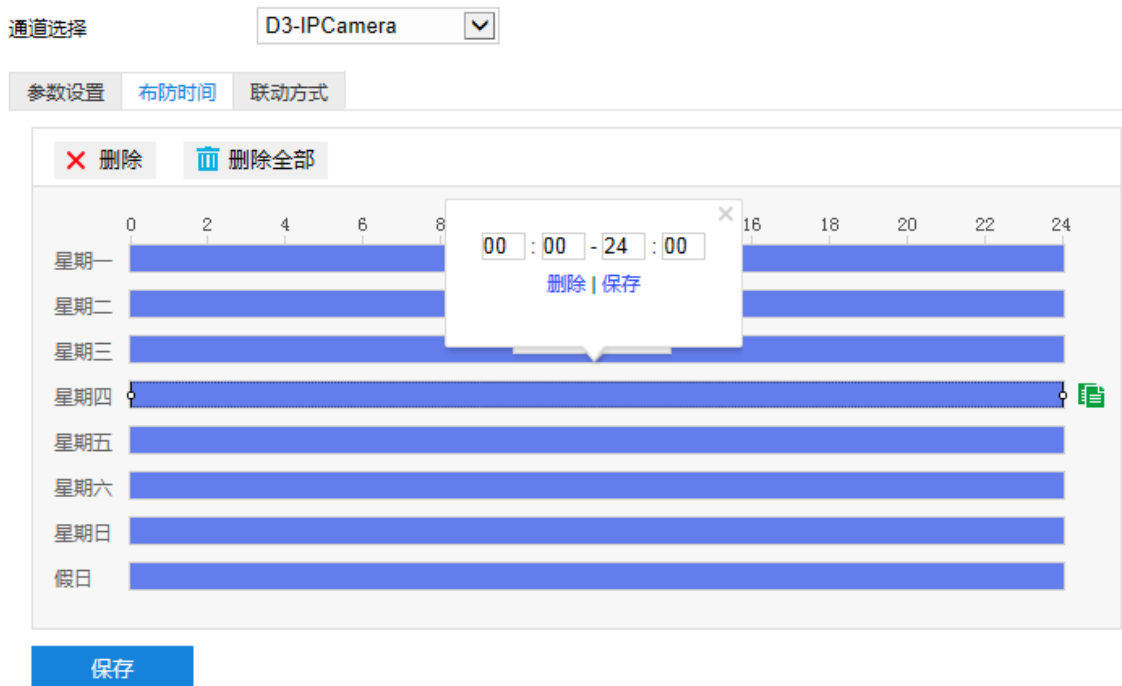 通道选择 D3-IPCamera
参数设置 布防时间 联动方式
删除 删除全部
0 2 4 6 8 16 18 20 22 24
00 : 00 - 24 : 00
删除 | 保存
星期一
星期二
星期三
星期四
星期五
星期六
星期日
假日
保存